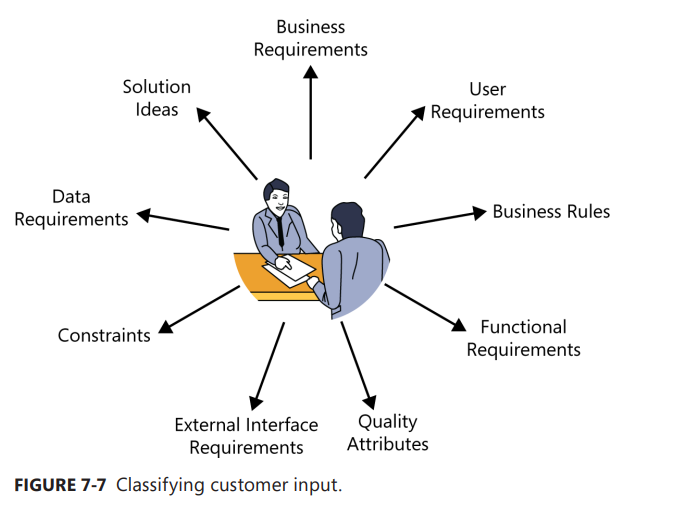 Business
Requirements
Solution
Ideas
User
Requirements
Data
Requirements
Business Rules
Constraints
Functional
Requirements
External Interface
Requirements
Quality
Attributes
FIGURE 7-7 Classifying customer input.